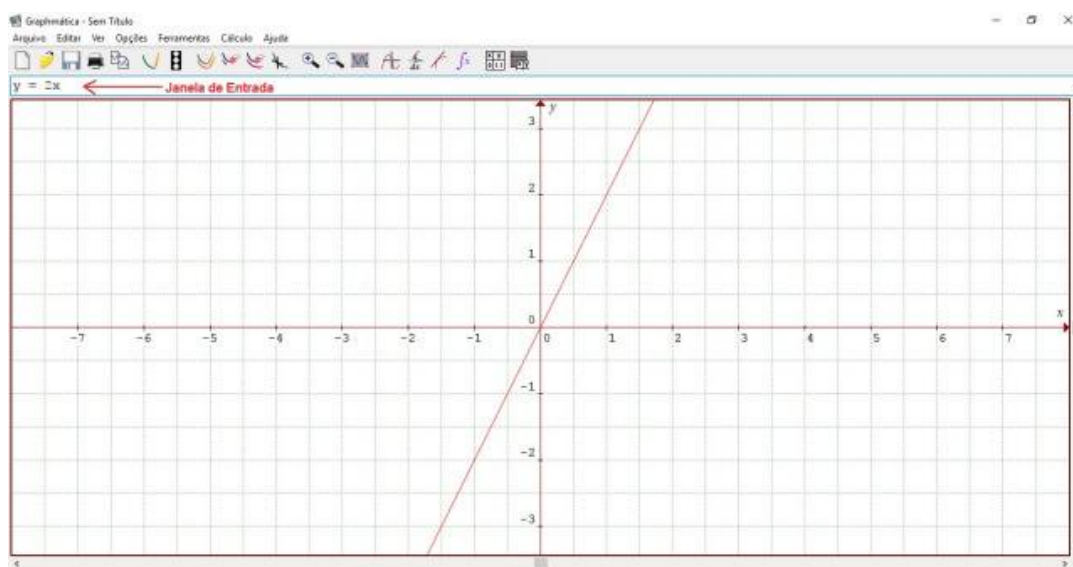 Graphmática - Sem Título
Arquivo Editar Ver Opções Ferramentas Cálculo Ajuda
y = 2x Janela de Entrada
y
3
2
1
0
x
-7 -6 -5 -4 -3 -2 -1 0 1 2 3 4 5 6 7
-1
-2
-3